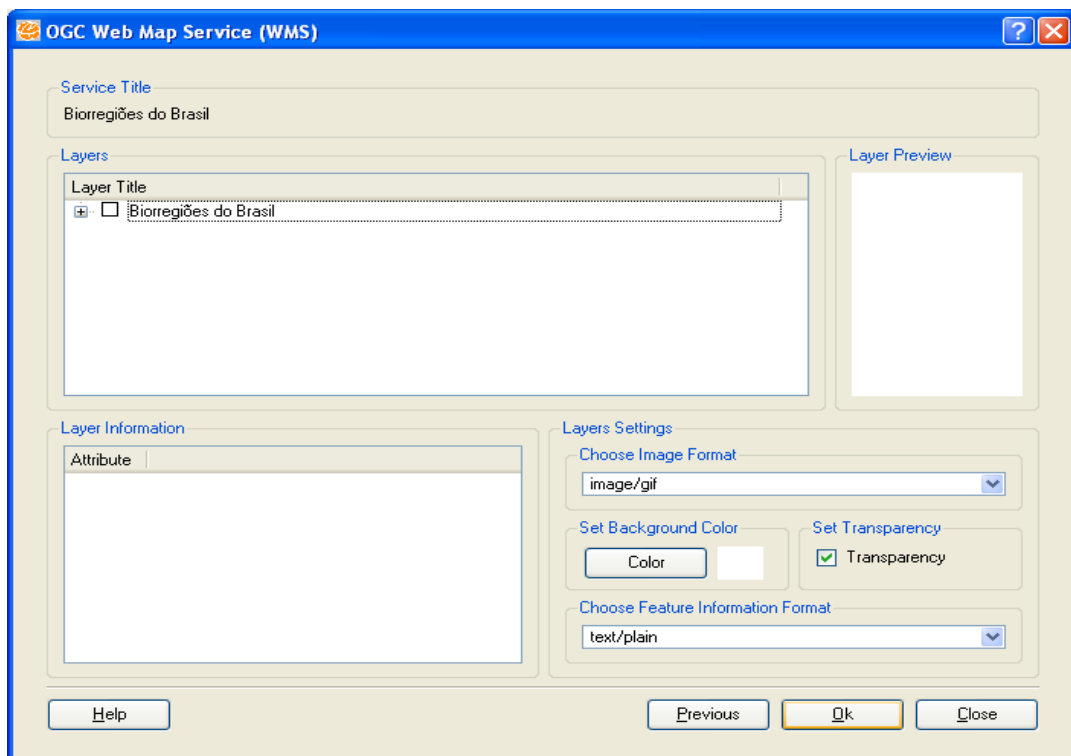 OGC Web Map Service (WMS)
Service Title
Biorregiões do Brasil
Layers
Layer Title
Biorregiões do Brasil
Layer Preview
Layer Information
Attribute
Layers Settings
Choose Image Format
image/gif
Set Background Color
Color
Set Transparency
Transparency
Choose Feature Information Format
text/plain
Help
Previous
Ok
Close